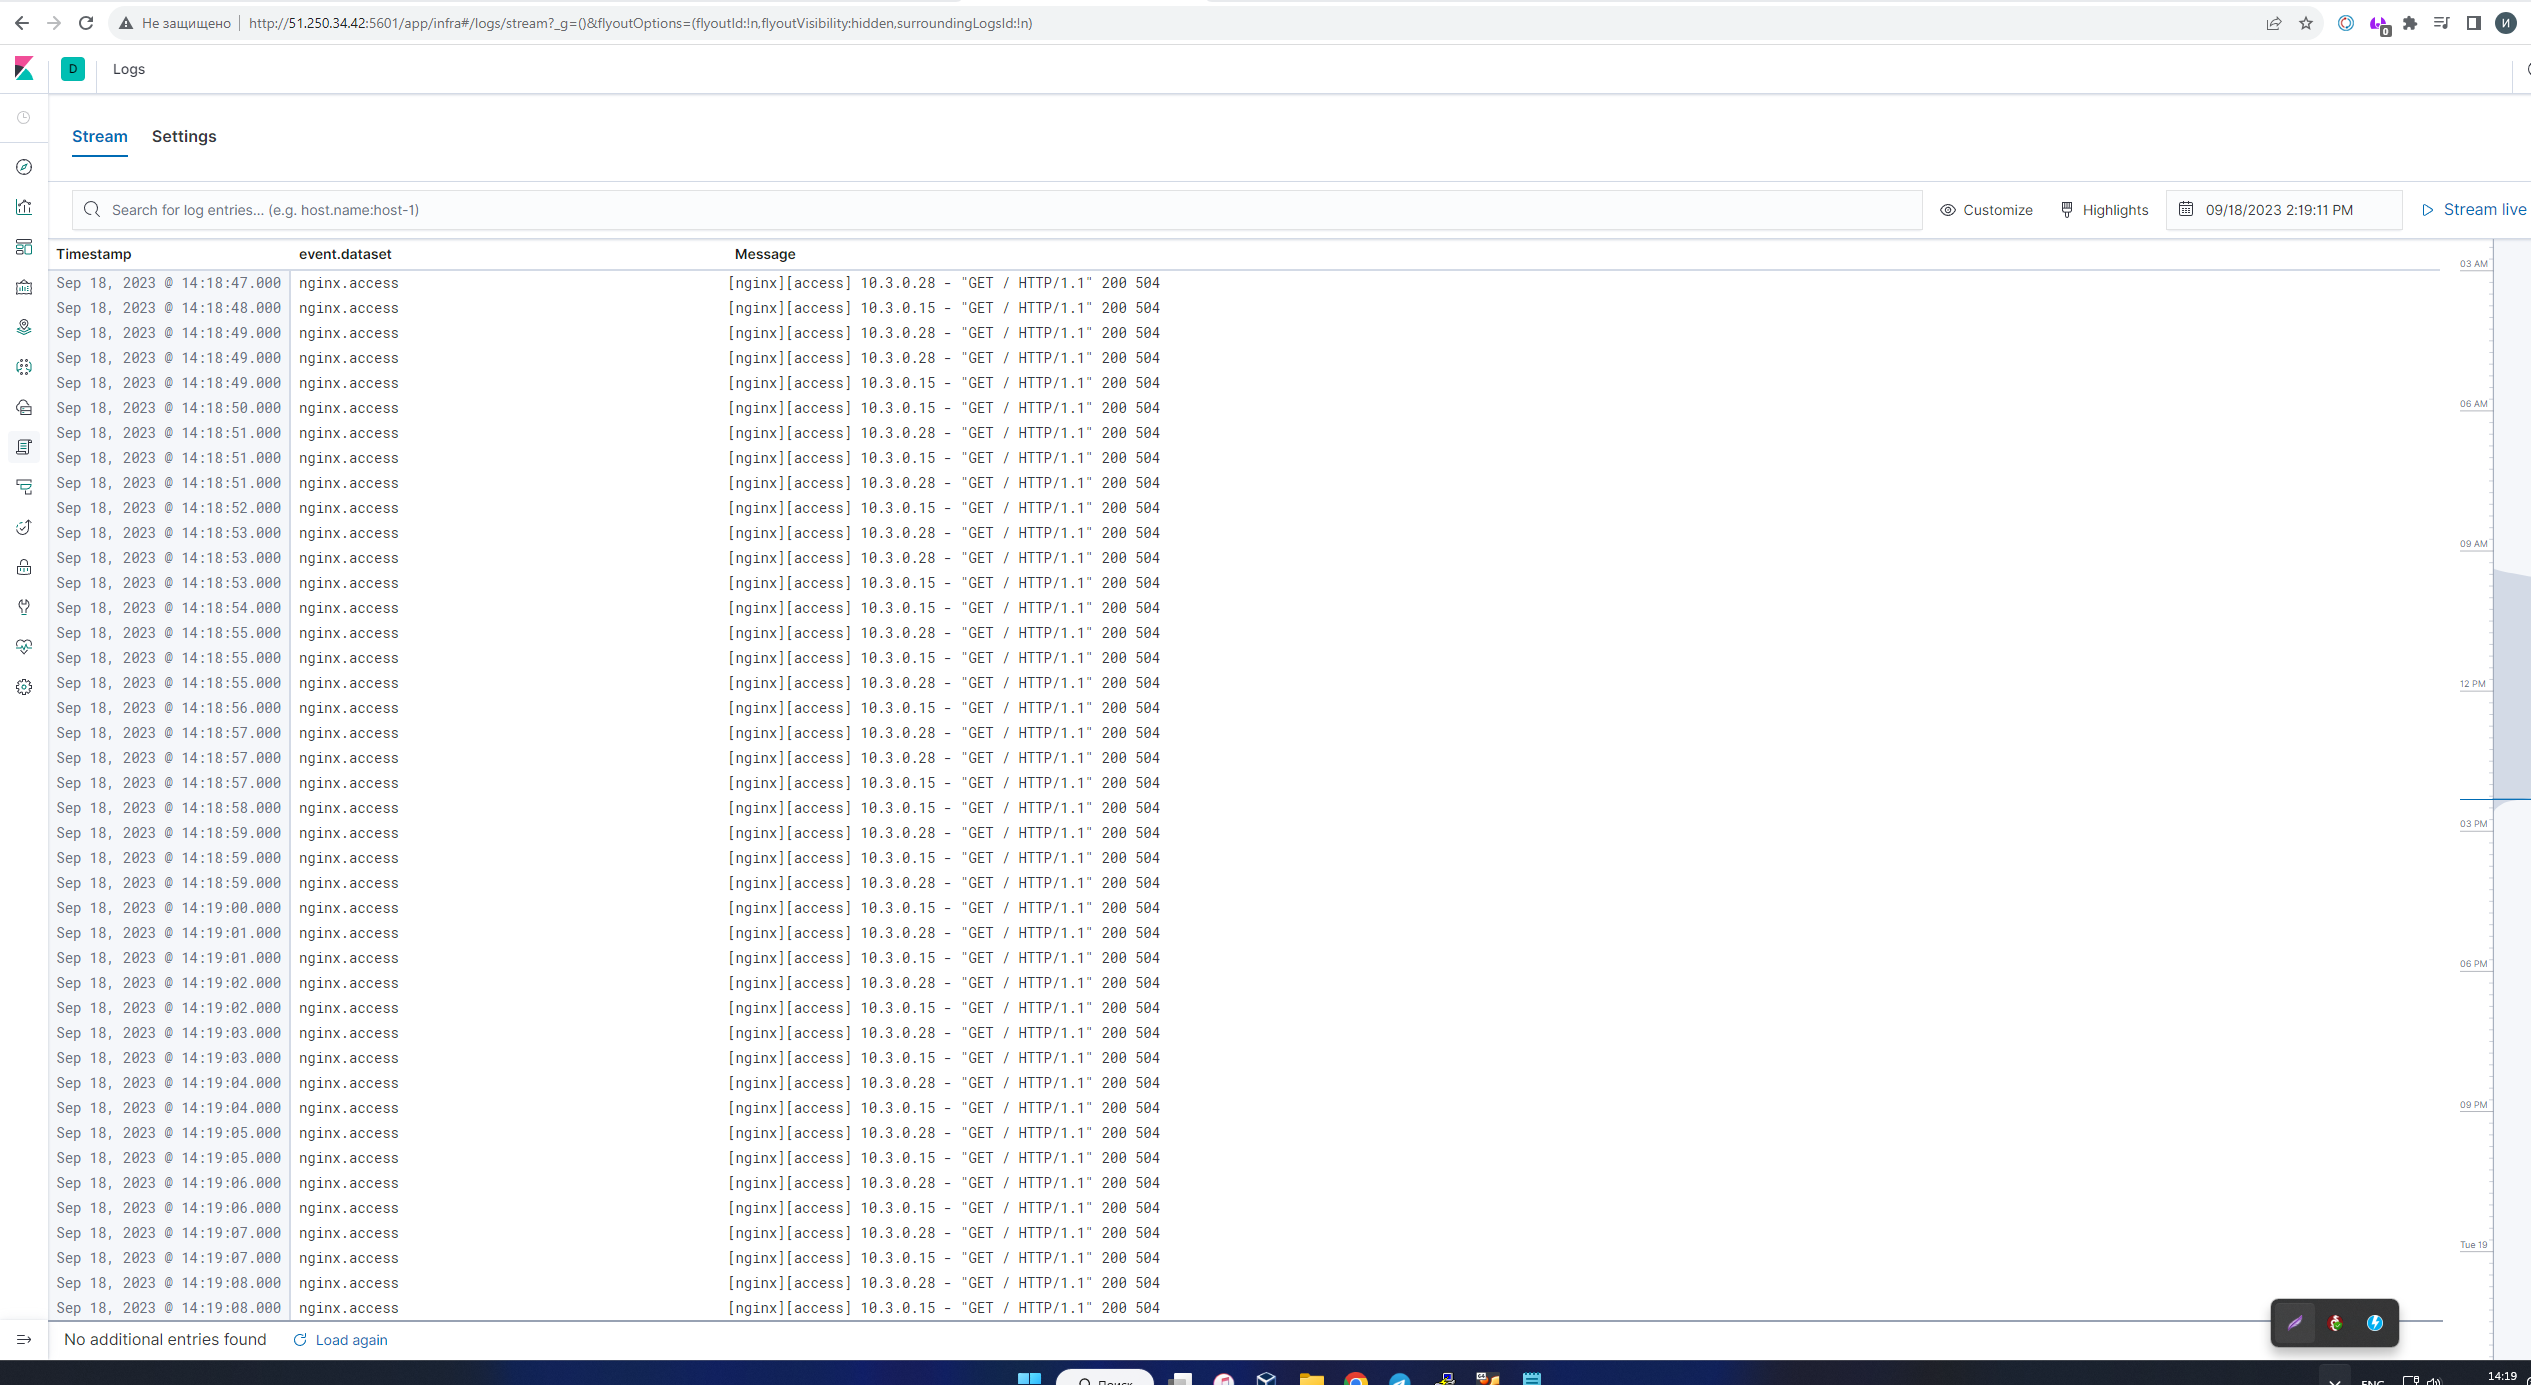 Не защищено http://51.250.34.42:5601/app/infra#/logs/stream?_g=()&flyoutOptions=(flyoutId:!n,flyoutVisibility:hidden,surroundingLogsId:!n) 0 И
D Logs
Stream Settings
Search for log entries... (e.g. host.name:host-1) Customize Highlights 09/18/2023 2:19:11 PM Stream live
Timestamp event.dataset Message
Sep 18, 2023 @ 14:18:47.000 nginx.access [nginx][access] 10.3.0.28 - "GET / HTTP/1.1" 200 504
Sep 18, 2023 @ 14:18:48.000 nginx.access [nginx][access] 10.3.0.15 - "GET / HTTP/1.1" 200 504
Sep 18, 2023 @ 14:18:49.000 nginx.access [nginx][access] 10.3.0.28 - "GET / HTTP/1.1" 200 504
Sep 18, 2023 @ 14:18:49.000 nginx.access [nginx][access] 10.3.0.28 - "GET / HTTP/1.1" 200 504
Sep 18, 2023 @ 14:18:49.000 nginx.access [nginx][access] 10.3.0.15 - "GET / HTTP/1.1" 200 504
Sep 18, 2023 @ 14:18:50.000 nginx.access [nginx][access] 10.3.0.15 - "GET / HTTP/1.1" 200 504
Sep 18, 2023 @ 14:18:51.000 nginx.access [nginx][access] 10.3.0.28 - "GET / HTTP/1.1" 200 504
Sep 18, 2023 @ 14:18:51.000 nginx.access [nginx][access] 10.3.0.15 - "GET / HTTP/1.1" 200 504
Sep 18, 2023 @ 14:18:51.000 nginx.access [nginx][access] 10.3.0.28 - "GET / HTTP/1.1" 200 504
Sep 18, 2023 @ 14:18:52.000 nginx.access [nginx][access] 10.3.0.15 - "GET / HTTP/1.1" 200 504
Sep 18, 2023 @ 14:18:53.000 nginx.access [nginx][access] 10.3.0.28 - "GET / HTTP/1.1" 200 504
Sep 18, 2023 @ 14:18:53.000 nginx.access [nginx][access] 10.3.0.28 - "GET / HTTP/1.1" 200 504
Sep 18, 2023 @ 14:18:53.000 nginx.access [nginx][access] 10.3.0.15 - "GET / HTTP/1.1" 200 504
Sep 18, 2023 @ 14:18:54.000 nginx.access [nginx][access] 10.3.0.15 - "GET / HTTP/1.1" 200 504
Sep 18, 2023 @ 14:18:55.000 nginx.access [nginx][access] 10.3.0.28 - "GET / HTTP/1.1" 200 504
Sep 18, 2023 @ 14:18:55.000 nginx.access [nginx][access] 10.3.0.15 - "GET / HTTP/1.1" 200 504
Sep 18, 2023 @ 14:18:55.000 nginx.access [nginx][access] 10.3.0.28 - "GET / HTTP/1.1" 200 504
Sep 18, 2023 @ 14:18:56.000 nginx.access [nginx][access] 10.3.0.15 - "GET / HTTP/1.1" 200 504
Sep 18, 2023 @ 14:18:57.000 nginx.access [nginx][access] 10.3.0.28 - "GET / HTTP/1.1" 200 504
Sep 18, 2023 @ 14:18:57.000 nginx.access [nginx][access] 10.3.0.28 - "GET / HTTP/1.1" 200 504
Sep 18, 2023 @ 14:18:57.000 nginx.access [nginx][access] 10.3.0.15 - "GET / HTTP/1.1" 200 504
Sep 18, 2023 @ 14:18:58.000 nginx.access [nginx][access] 10.3.0.15 - "GET / HTTP/1.1" 200 504
Sep 18, 2023 @ 14:18:59.000 nginx.access [nginx][access] 10.3.0.28 - "GET / HTTP/1.1" 200 504
Sep 18, 2023 @ 14:18:59.000 nginx.access [nginx][access] 10.3.0.15 - "GET / HTTP/1.1" 200 504
Sep 18, 2023 @ 14:18:59.000 nginx.access [nginx][access] 10.3.0.28 - "GET / HTTP/1.1" 200 504
Sep 18, 2023 @ 14:19:00.000 nginx.access [nginx][access] 10.3.0.15 - "GET / HTTP/1.1" 200 504
Sep 18, 2023 @ 14:19:01.000 nginx.access [nginx][access] 10.3.0.28 - "GET / HTTP/1.1" 200 504
Sep 18, 2023 @ 14:19:01.000 nginx.access [nginx][access] 10.3.0.15 - "GET / HTTP/1.1" 200 504
Sep 18, 2023 @ 14:19:02.000 nginx.access [nginx][access] 10.3.0.28 - "GET / HTTP/1.1" 200 504
Sep 18, 2023 @ 14:19:02.000 nginx.access [nginx][access] 10.3.0.15 - "GET / HTTP/1.1" 200 504
Sep 18, 2023 @ 14:19:03.000 nginx.access [nginx][access] 10.3.0.28 - "GET / HTTP/1.1" 200 504
Sep 18, 2023 @ 14:19:03.000 nginx.access [nginx][access] 10.3.0.15 - "GET / HTTP/1.1" 200 504
Sep 18, 2023 @ 14:19:04.000 nginx.access [nginx][access] 10.3.0.28 - "GET / HTTP/1.1" 200 504
Sep 18, 2023 @ 14:19:04.000 nginx.access [nginx][access] 10.3.0.15 - "GET / HTTP/1.1" 200 504
Sep 18, 2023 @ 14:19:05.000 nginx.access [nginx][access] 10.3.0.28 - "GET / HTTP/1.1" 200 504
Sep 18, 2023 @ 14:19:05.000 nginx.access [nginx][access] 10.3.0.15 - "GET / HTTP/1.1" 200 504
Sep 18, 2023 @ 14:19:06.000 nginx.access [nginx][access] 10.3.0.28 - "GET / HTTP/1.1" 200 504
Sep 18, 2023 @ 14:19:06.000 nginx.access [nginx][access] 10.3.0.15 - "GET / HTTP/1.1" 200 504
Sep 18, 2023 @ 14:19:07.000 nginx.access [nginx][access] 10.3.0.28 - "GET / HTTP/1.1" 200 504
Sep 18, 2023 @ 14:19:07.000 nginx.access [nginx][access] 10.3.0.15 - "GET / HTTP/1.1" 200 504
Sep 18, 2023 @ 14:19:08.000 nginx.access [nginx][access] 10.3.0.28 - "GET / HTTP/1.1" 200 504
Sep 18, 2023 @ 14:19:08.000 nginx.access [nginx][access] 10.3.0.15 - "GET / HTTP/1.1" 200 504
03 AM
06 AM
09 AM
12 PM
03 PM
06 PM
09 PM
Tue 19
No additional entries found Load again
Поиск ENG 14:19